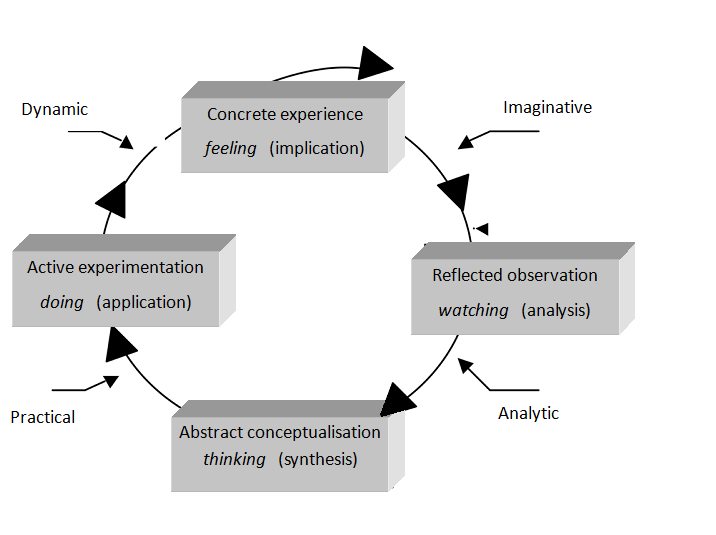 Dynamic
Imaginative
Concrete experience
feeling (implication)
Active experimentation
doing (application)
Reflected observation
watching (analysis)
Practical
Analytic
Abstract conceptualisation
thinking (synthesis)